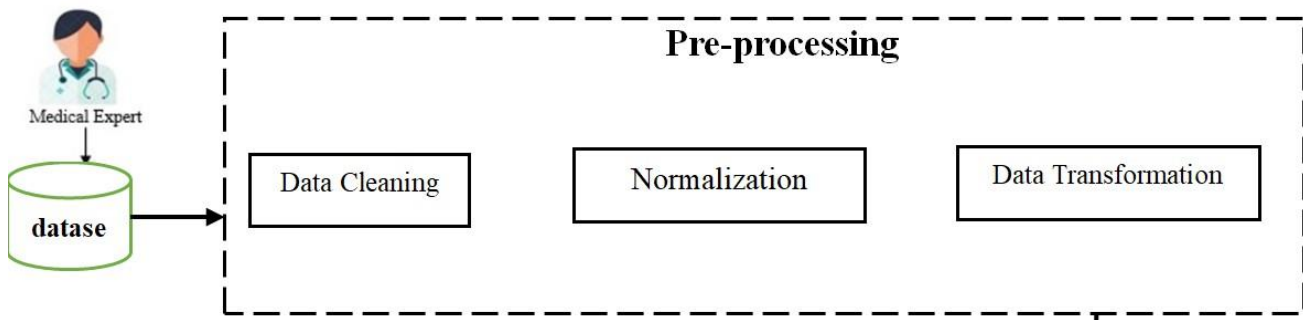 Pre-processing
Medical Expert
datase
Data Cleaning
Normalization
Data Transformation